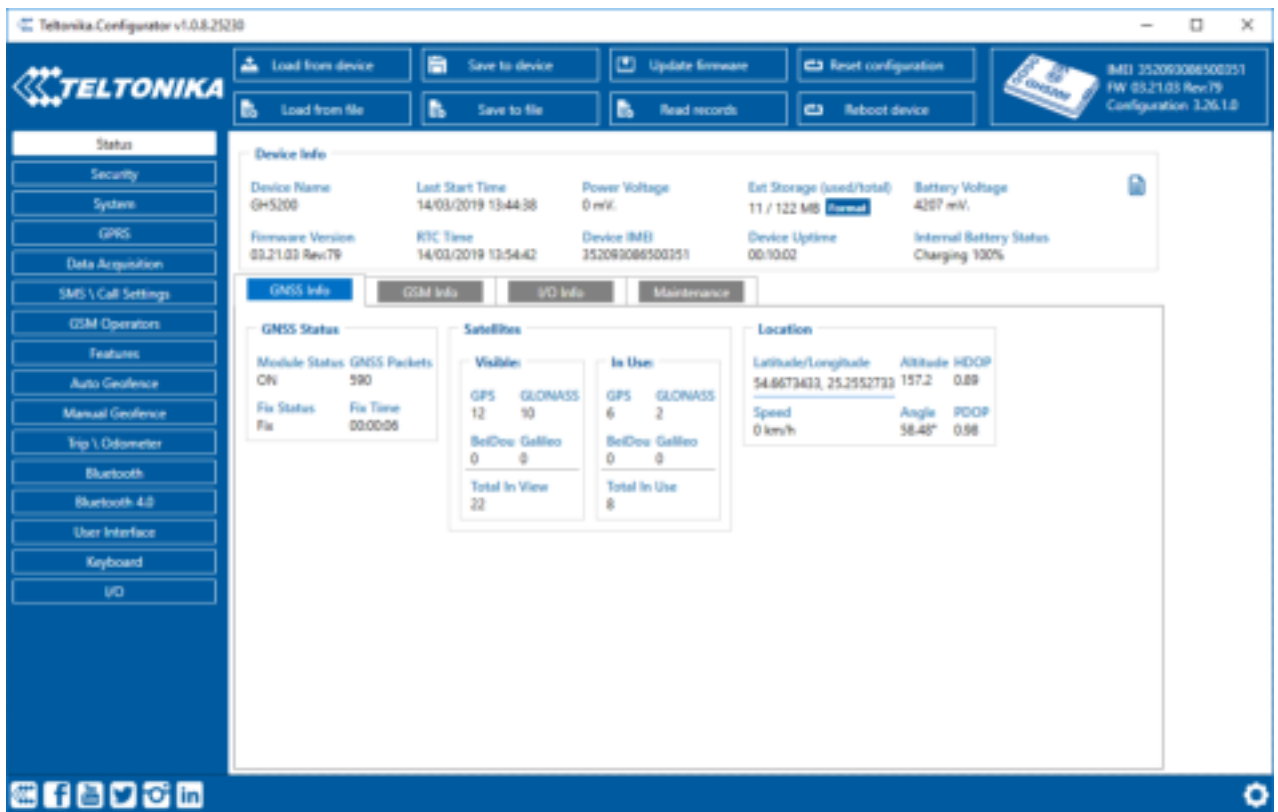 Teltonika.Configurator v1.0.8.25230
TELTONIKA
Load from device
Save to device
Update firmware
Reset configuration
Load from file
Save to file
Read records
Reboot device
GH5200
IMEI 352093086500351
FW 03.21.03 Rev:79
Configuration 3.26.1.0
Status
Security
System
GPRS
Data Acquisition
SMS \ Call Settings
GSM Operators
Features
Auto Geofence
Manual Geofence
Trip \ Odometer
Bluetooth
Bluetooth 4.0
User Interface
Keyboard
I/O
Device Info
Device Name Last Start Time Power Voltage Ext Storage (used/total) Battery Voltage
GH5200 14/03/2019 13:44:38 0 mV. 11 / 122 MB Format 4207 mV.
Firmware Version RTC Time Device IMEI Device Uptime Internal Battery Status
03.21.03 Rev:79 14/03/2019 13:54:42 352093086500351 00:10:02 Charging 100%
GNSS Info GSM Info I/O Info Maintenance
GNSS Status
Module Status GNSS Packets
ON 590
Fix Status Fix Time
Fix 00:00:06
Satellites
Visible:
GPS GLONASS
12 10
BeiDou Galileo
0 0
Total In View
22
In Use:
GPS GLONASS
6 2
BeiDou Galileo
0 0
Total In Use
8
Location
Latitude/Longitude Altitude HDOP
54.6673433, 25.2552733 157.2 0.89
Speed Angle PDOP
0 km/h 58.48° 0.98